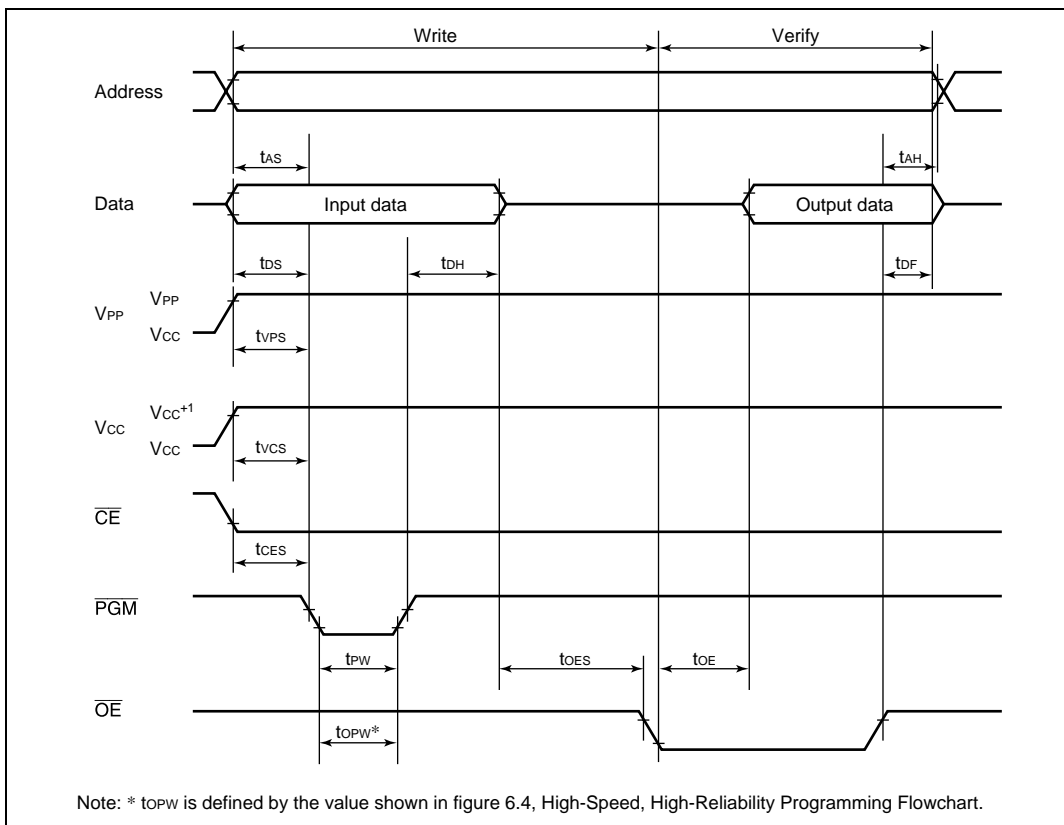 Write Verify
Address
tAS tAH
Data Input data Output data
tDS tDH tDF
VPP
VPP
VCC
tVPS
VCC+1
VCC
VCC
tVCS
CE
tCES
PGM
tPW tOES tOE
OE
tOPW*
Note: * tOPW is defined by the value shown in figure 6.4, High-Speed, High-Reliability Programming Flowchart.